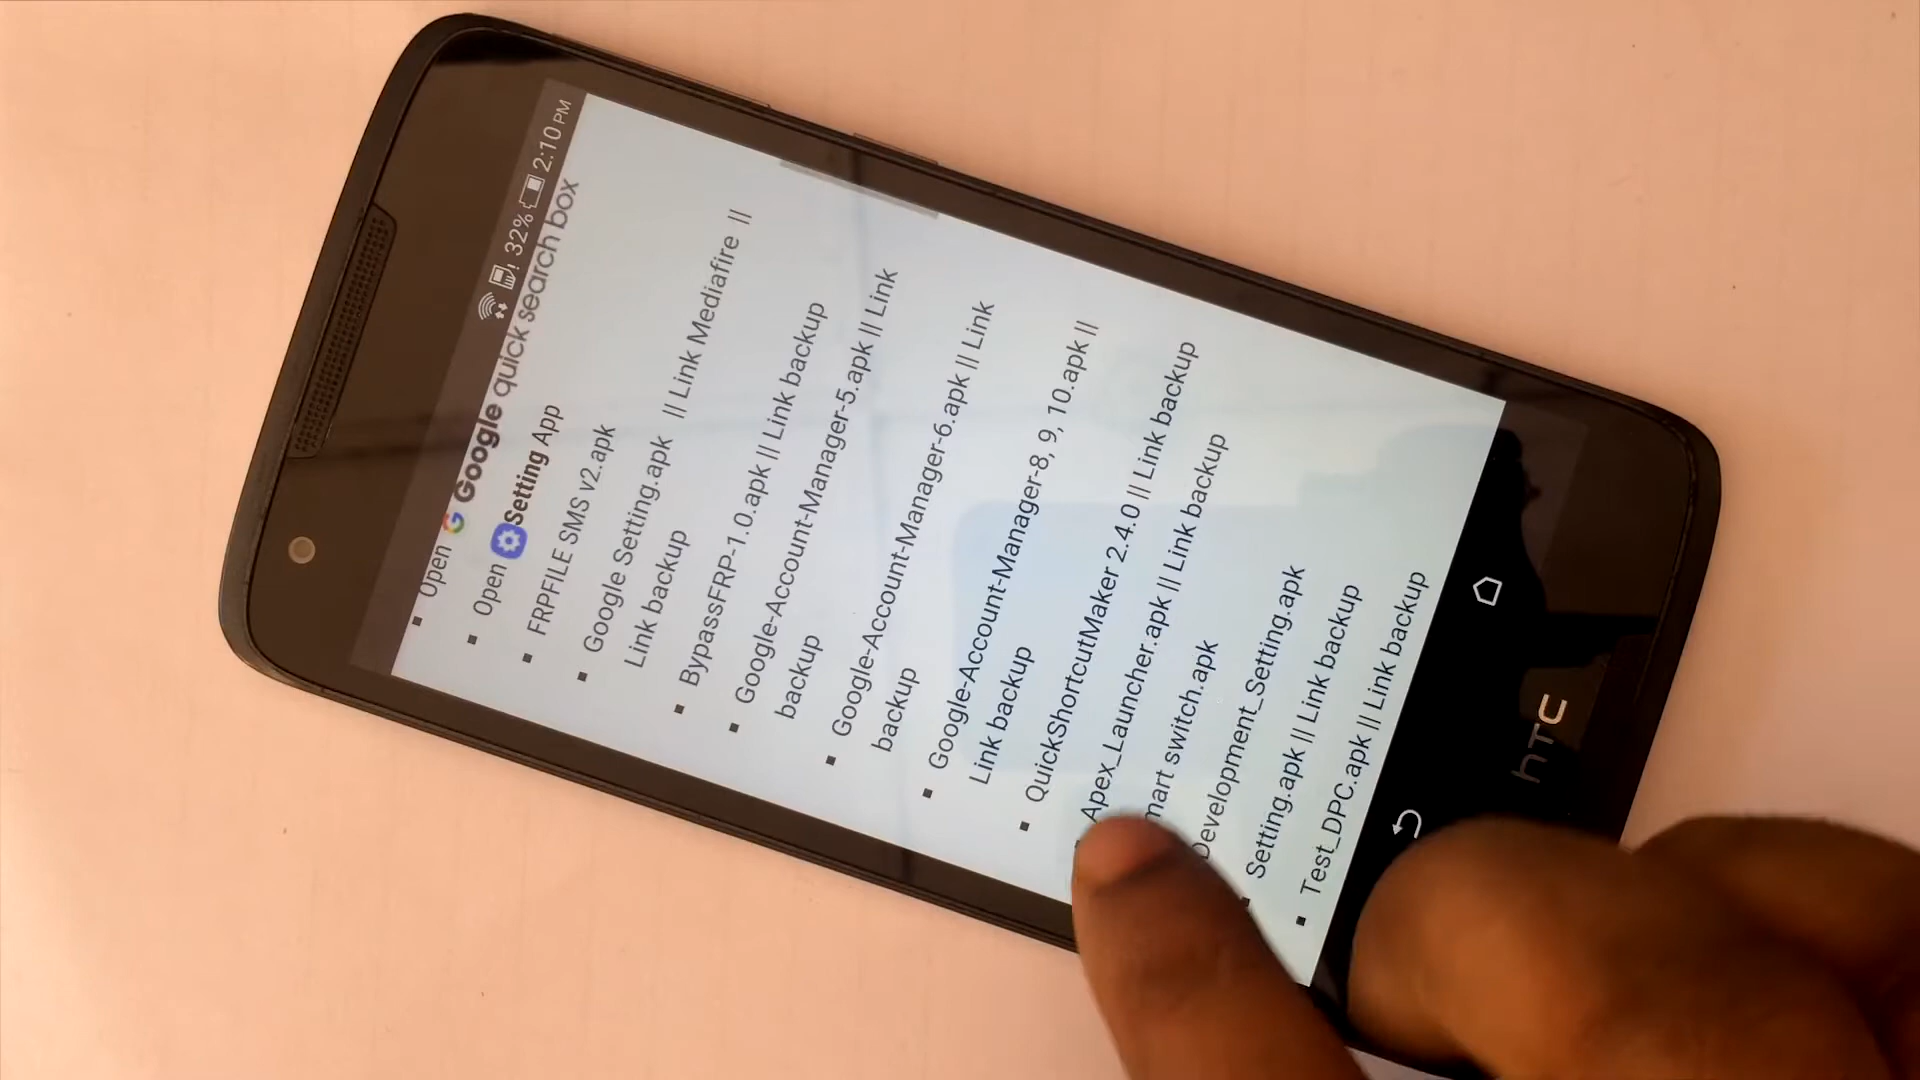 32% 2:10 PM
Open Google quick search box
Open Setting App
FRPFILE SMS v2.apk
Google Setting.apk || Link Mediafire ||
Link backup
BypassFRP-1.0.apk || Link backup
Google-Account-Manager-5.apk || Link
backup
Google-Account-Manager-6.apk || Link
backup
Google-Account-Manager-8, 9, 10.apk ||
Link backup
QuickShortcutMaker 2.4.0 || Link backup
Apex_Launcher.apk || Link backup
mart switch.apk
Development_Setting.apk
Setting.apk || Link backup
Test_DPC.apk || Link backup
hTC